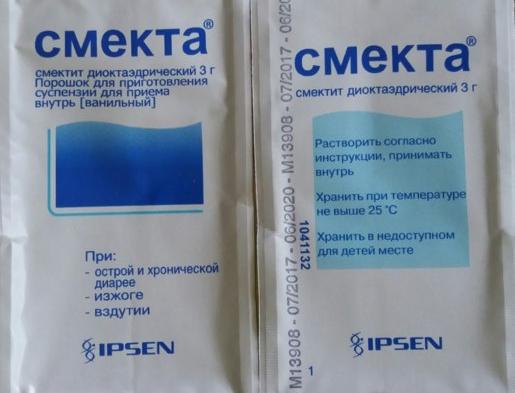 смекта®
смектит диоктаэдрический 3 г
Порошок для приготовления
суспензии для приема
внутрь [ванильный]
При:
- острой и хронической
диарее
- изжоге
- вздутии
IPSEN
M13908 - 07/2017 - 06/2020 - M13908 - 07/2017 - 06/20
1041132
1
смекта®
смектит диоктаэдрический 3 г
Растворить согласно
инструкции, принимать
внутрь
Хранить при температуре
не выше 25 °C
Хранить в недоступном
для детей месте
IPSEN